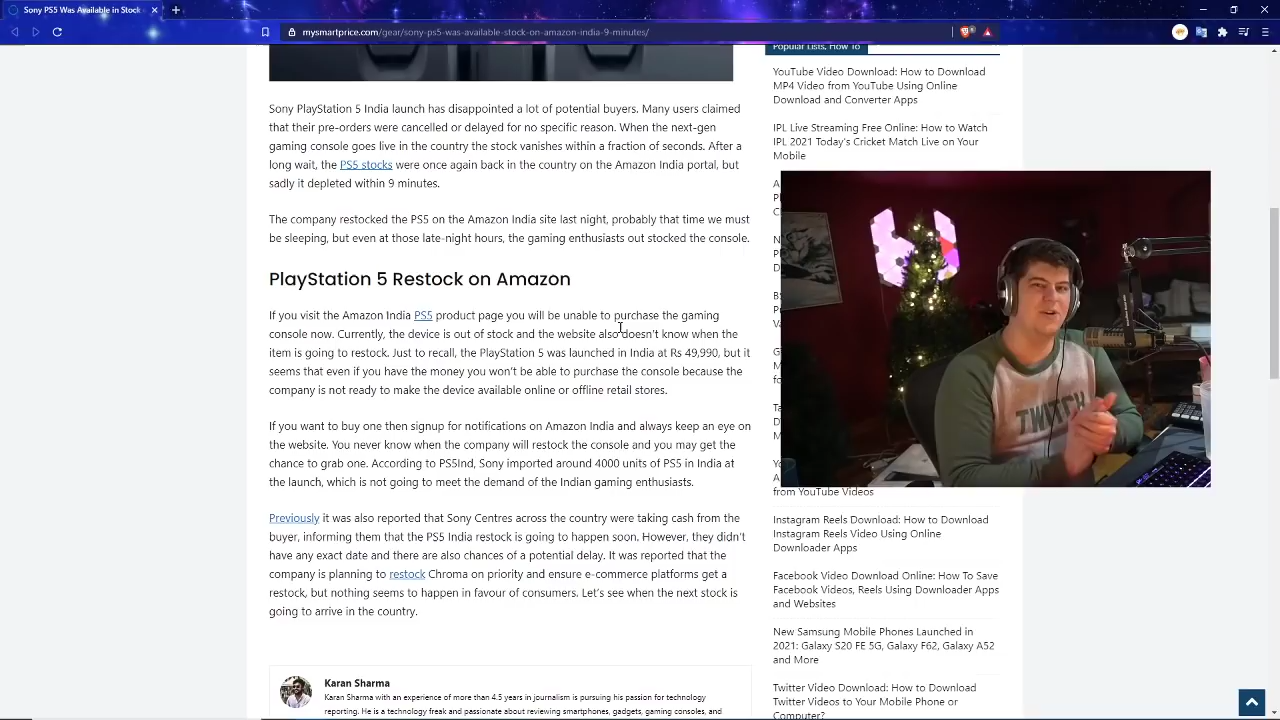 Sony PS5 Was Available in Stock
mysmartprice.com/gear/sony-ps5-was-available-stock-on-amazon-india-9-minutes/
Sony PlayStation 5 India launch has disappointed a lot of potential buyers. Many users claimed
that their pre-orders were cancelled or delayed for no specific reason. When the next-gen
gaming console goes live in the country the stock vanishes within a fraction of seconds. After a
long wait, the PS5 stocks were once again back in the country on the Amazon India portal, but
sadly it depleted within 9 minutes.
The company restocked the PS5 on the Amazon India site last night, probably that time we must
be sleeping, but even at those late-night hours, the gaming enthusiasts out stocked the console.
PlayStation 5 Restock on Amazon
If you visit the Amazon India PS5 product page you will be unable to purchase the gaming
console now. Currently, the device is out of stock and the website also doesn't know when the
item is going to restock. Just to recall, the PlayStation 5 was launched in India at Rs 49,990, but it
seems that even if you have the money you won't be able to purchase the console because the
company is not ready to make the device available online or offline retail stores.
If you want to buy one then signup for notifications on Amazon India and always keep an eye on
the website. You never know when the company will restock the console and you may get the
chance to grab one. According to PS5Ind, Sony imported around 4000 units of PS5 in India at
the launch, which is not going to meet the demand of the Indian gaming enthusiasts.
Previously it was also reported that Sony Centres across the country were taking cash from the
buyer, informing them that the PS5 India restock is going to happen soon. However, they didn't
have any exact date and there are also chances of a potential delay. It was reported that the
company is planning to restock Chroma on priority and ensure e-commerce platforms get a
restock, but nothing seems to happen in favour of consumers. Let's see when the next stock is
going to arrive in the country.
Karan Sharma
Karan Sharma with an experience of more than 4.5 years in journalism is pursuing his passion for technology
reporting. He is a technology freak and passionate about reviewing smartphones, gadgets, gaming consoles, and
Popular Lists, How To
YouTube Video Download: How to Download
MP4 Video from YouTube Using Online
Download and Converter Apps
IPL Live Streaming Free Online: How to Watch
IPL 2021 Today's Cricket Match Live on Your
Mobile
TWITCH
from YouTube Videos
Instagram Reels Download: How to Download
Instagram Reels Video Using Online
Downloader Apps
Facebook Video Download Online: How To Save
Facebook Videos, Reels Using Downloader Apps
and Websites
New Samsung Mobile Phones Launched in
2021: Galaxy S20 FE 5G, Galaxy F62, Galaxy A52
and More
Twitter Video Download: How to Download
Twitter Videos to Your Mobile Phone or
Computer?